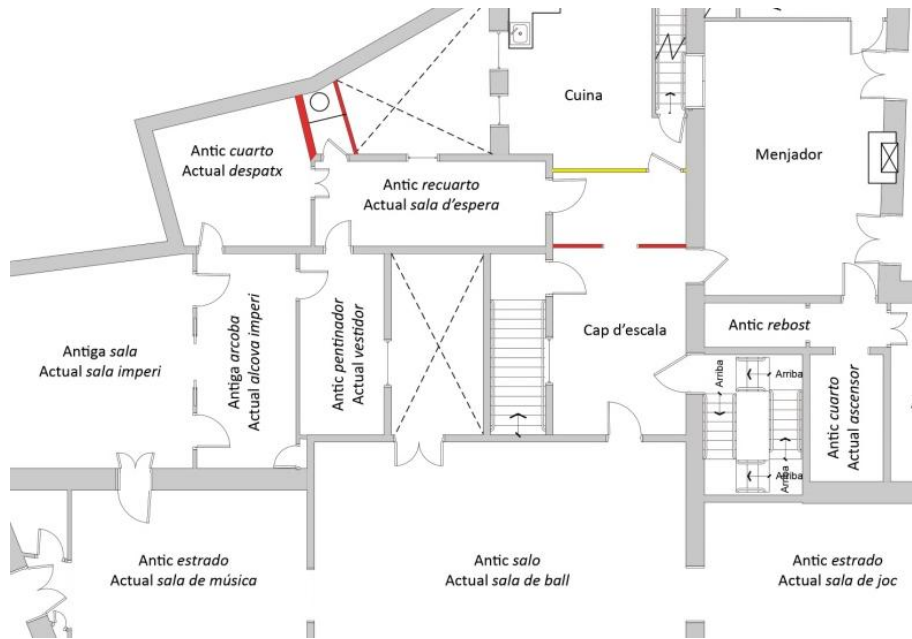 Cuina
Menjador
Antic cuarto
Actual despatx
Antic recuarto
Actual sala d'espera
Antiga sala
Actual sala imperi
Antiga arcoba
Actual alcova imperi
Antic pentinador
Actual vestidor
Cap d'escala
Antic rebost
Arriba
Arriba
Arriba
Arriba
Antic cuarto
Actual ascensor
Antic estrado
Actual sala de música
Antic salo
Actual sala de ball
Antic estrado
Actual sala de joc